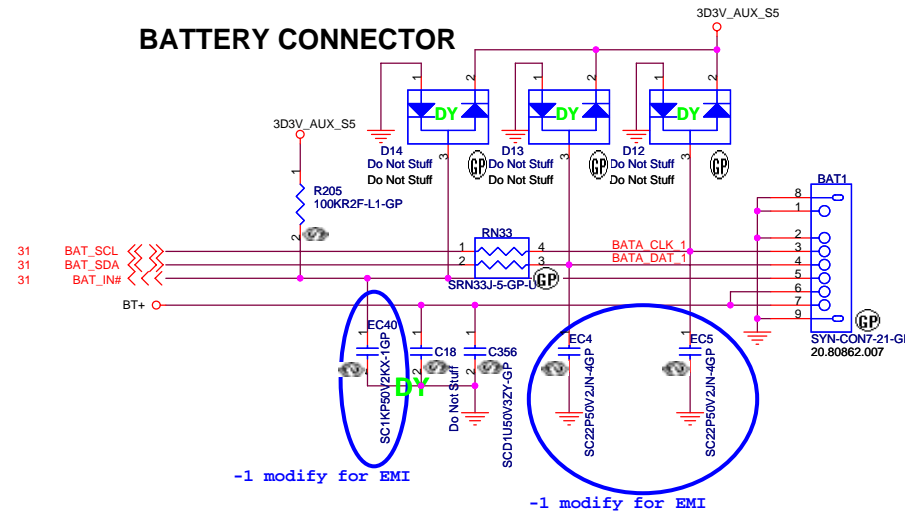 BATTERY CONNECTOR
3D3V_AUX_S5
1 2 1 2 1 2
DY DY DY
3 3 3
D14
Do Not Stuff
Do Not Stuff
GP
D13
Do Not Stuff
Do Not Stuff
GP
D12
Do Not Stuff
Do Not Stuff
GP
3D3V_AUX_S5
1
R205
100KR2F-L1-GP
2
31 BAT_SCL
31 BAT_SDA
31 BAT_IN#
BT+
RN33
1 4
2 3
SRN33J-5-GP-U
GP
BATA_CLK_1
BATA_DAT_1
BAT1
8
1
2
3
4
5
6
7
9
GP
SYN-CON7-21-G
20.80862.007
1
EC40
2
SC1KP50V2KX-1GP
1
C18
2
DY
Do Not Stuff
1
C356
2
SCD1U50V3ZY-GP
1
EC4
SC22P50V2JN-4GP
1
EC5
SC22P50V2JN-4GP
-1 modify for EMI
-1 modify for EMI